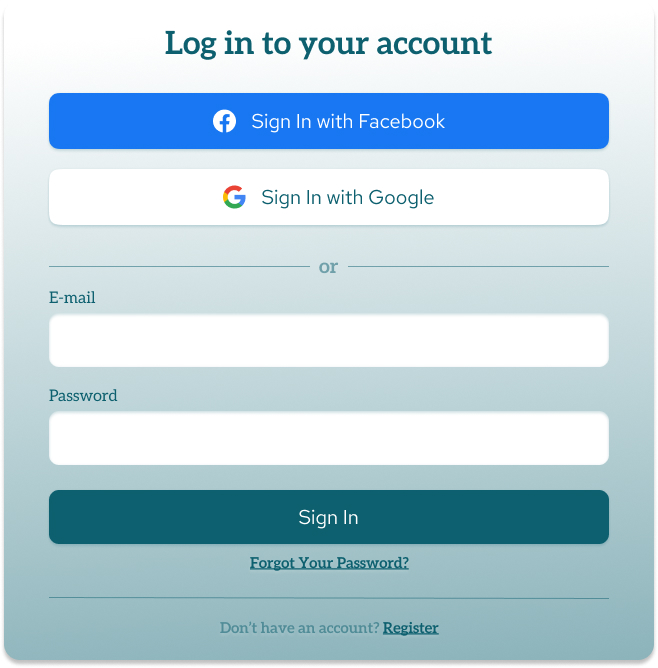 Log in to your account
Sign In with Facebook
Sign In with Google
or
E-mail
Password
Sign In
Forgot Your Password?
Don't have an account? Register